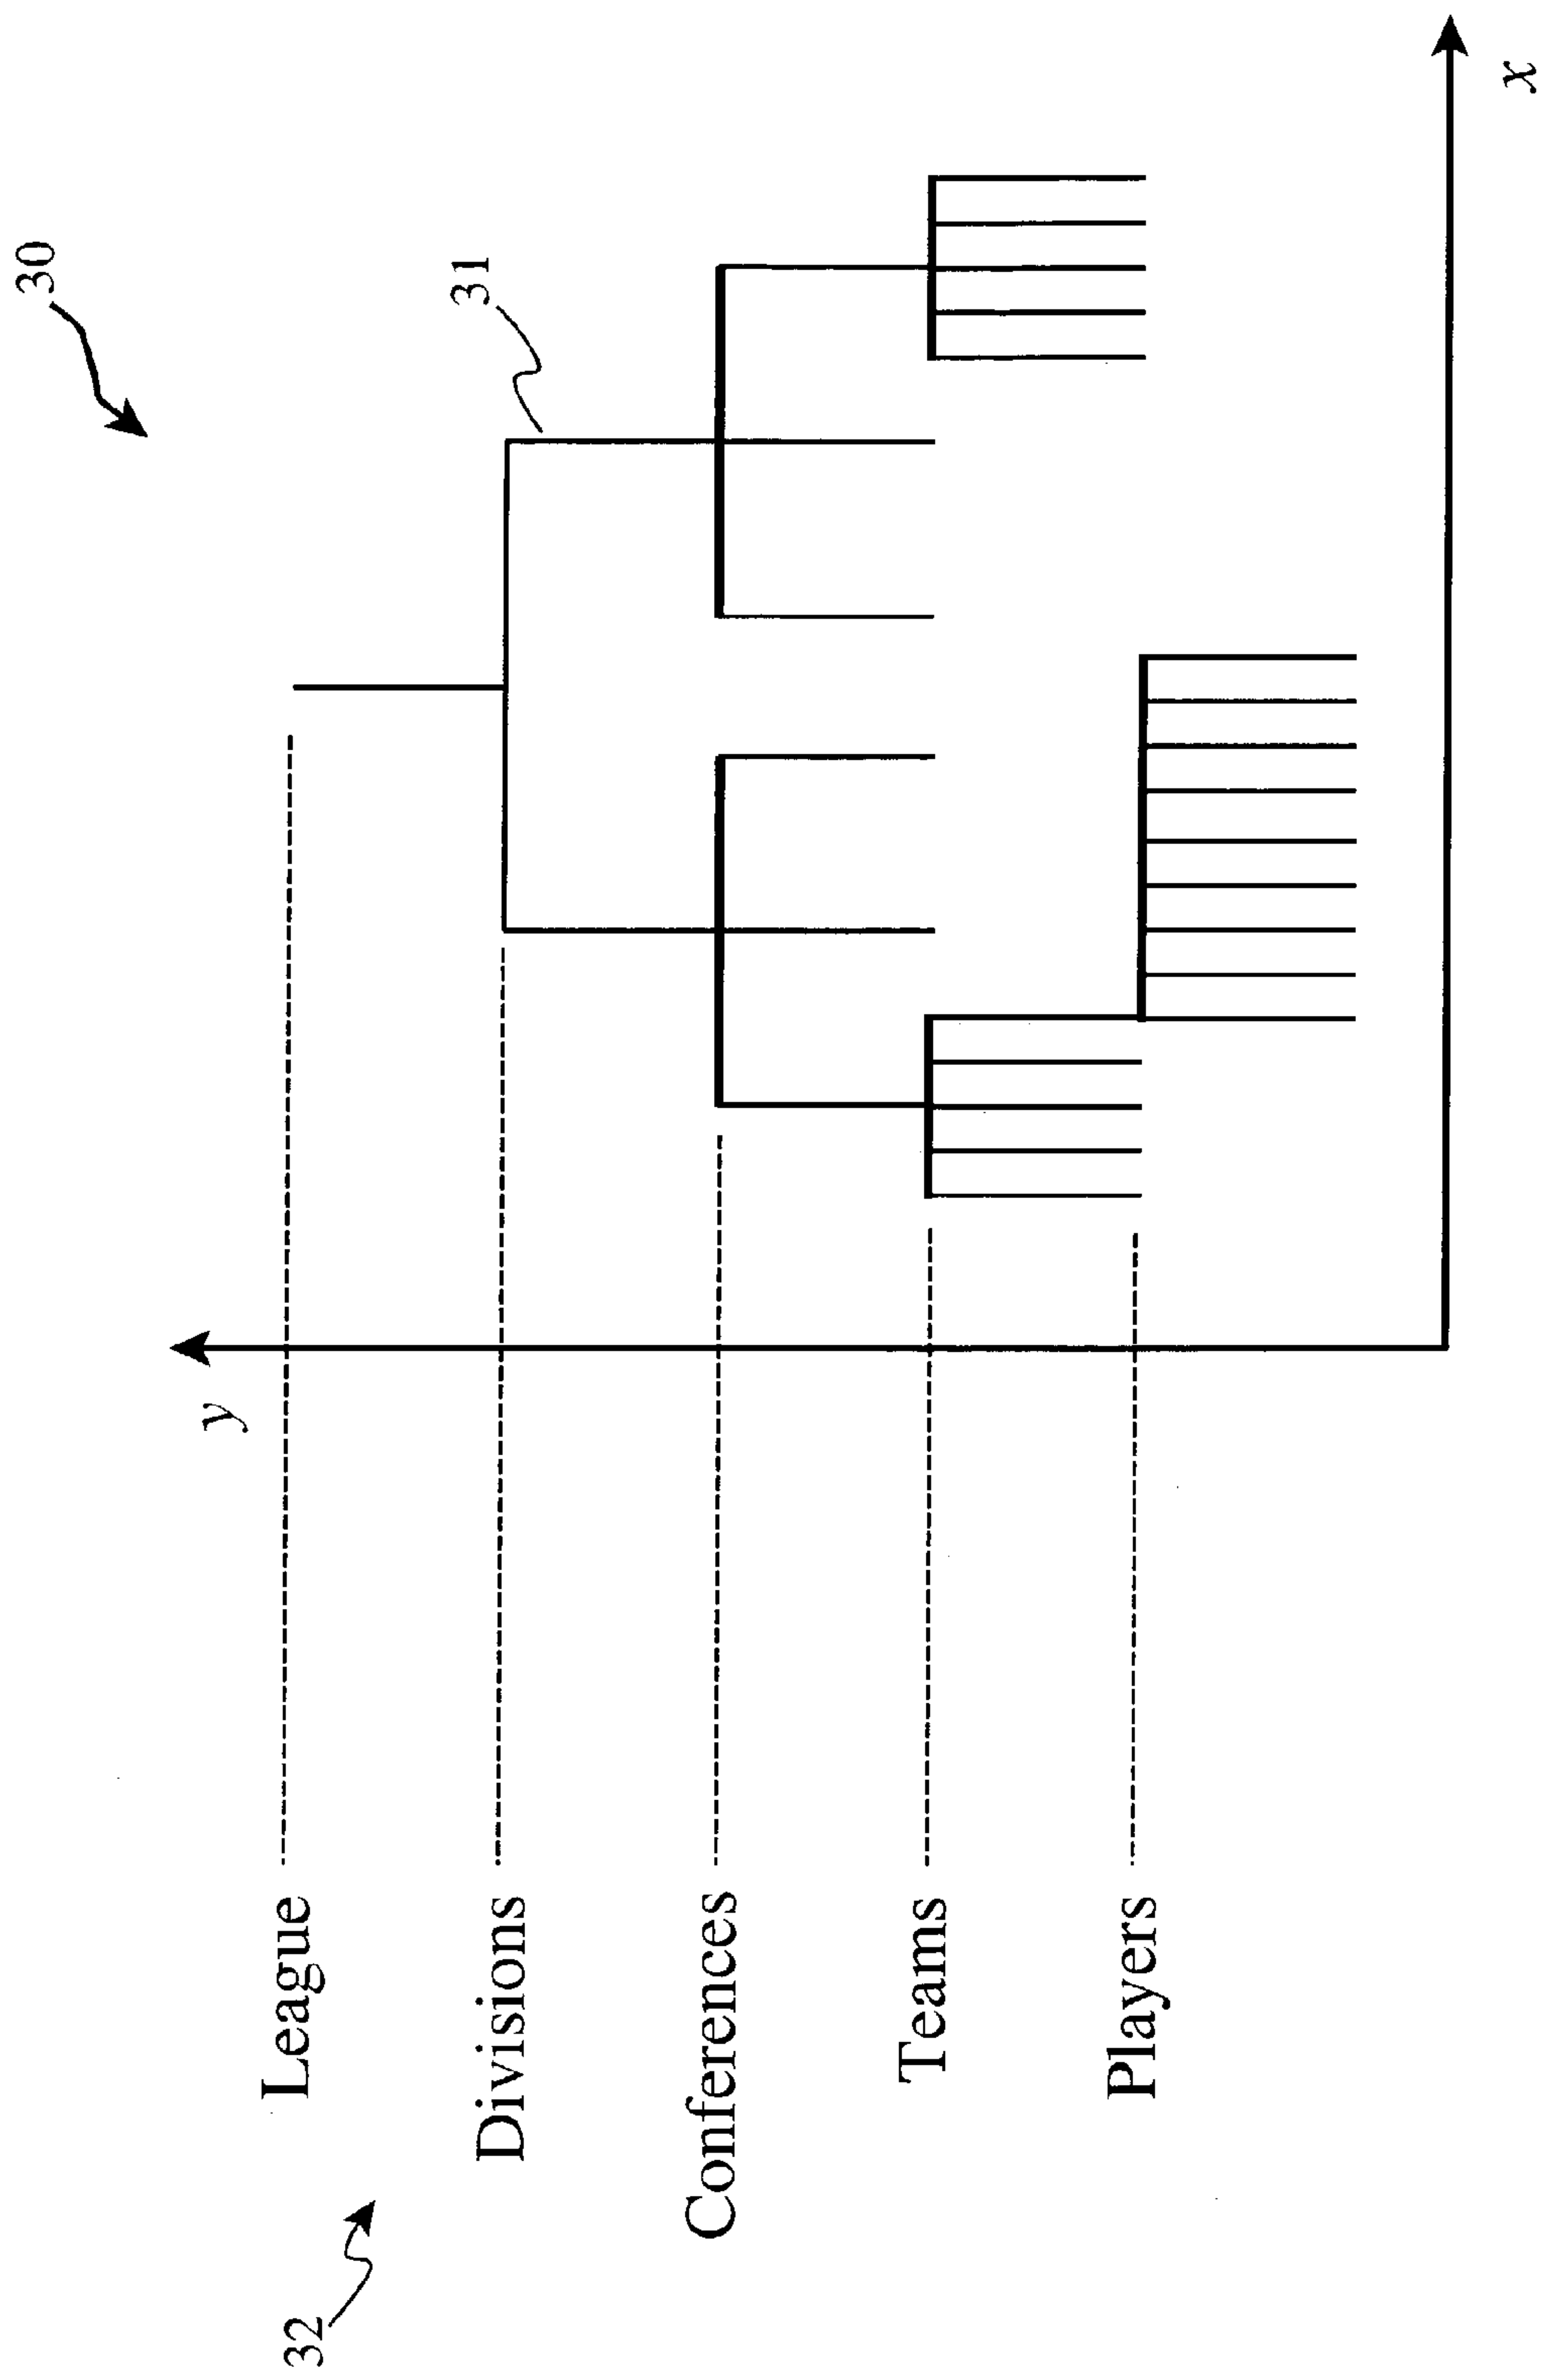 30
31
32
y
League
Divisions
Conferences
Teams
Players
x